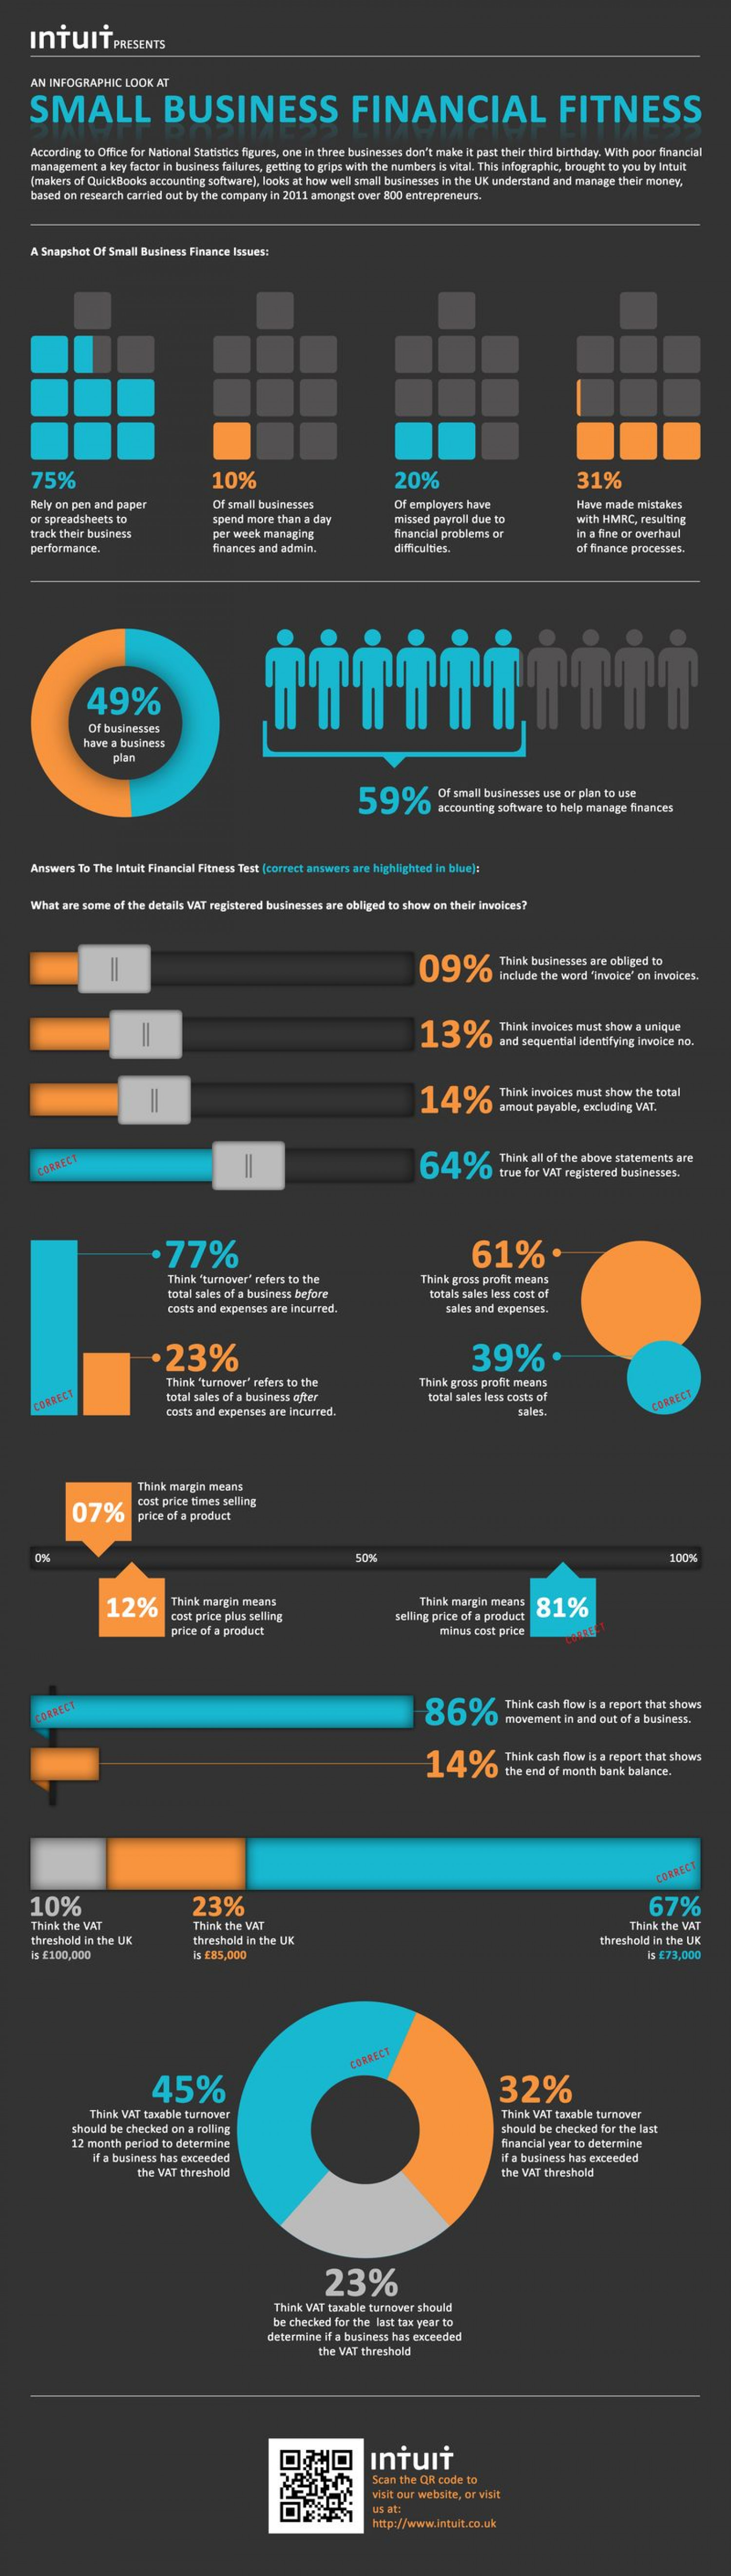 INTUIT PRESENTS
AN INFOGRAPHIC LOOK AT
SMALL BUSINESS FINANCIAL FITNESS
According to Office for National Statistics figures, one in three businesses don't make it past their third birthday. With poor financial
management a key factor in business failures, getting to grips with the numbers is vital. This infographic, brought to you by Intuit
(makers of QuickBooks accounting software), looks at how well small businesses in the UK understand and manage their money,
based on research carried out by the company in 2011 amongst over 800 entrepreneurs.
A Snapshot Of Small Business Finance Issues:
75%
Rely on pen and paper
or spreadsheets to
track their business
performance.
10%
Of small businesses
spend more than a day
per week managing
finances and admin.
20%
Of employers have
missed payroll due to
financial problems or
difficulties.
31%
Have made mistakes
with HMRC, resulting
in a fine or overhaul
of finance processes.
49%
Of businesses
have a business
plan
59%
Of small businesses use or plan to use
accounting software to help manage finances
Answers To The Intuit Financial Fitness Test (correct answers are highlighted in blue):
What are some of the details VAT registered businesses are obliged to show on their invoices?
09%
Think businesses are obliged to
include the word 'invoice' on invoices.
13%
Think invoices must show a unique
and sequential identifying invoice no.
14%
Think invoices must show the total
amout payable, excluding VAT.
CORRECT
64%
Think all of the above statements are
true for VAT registered businesses.
77%
Think 'turnover' refers to the
total sales of a business before
costs and expenses are incurred.
23%
Think 'turnover' refers to the
total sales of a business after
costs and expenses are incurred.
CORRECT
61%
Think gross profit means
totals sales less cost of
sales and expenses.
39%
Think gross profit means
total sales less costs of
sales.
CORRECT
07%
Think margin means
cost price times selling
price of a product
0%
50%
100%
12%
Think margin means
cost price plus selling
price of a product
Think margin means
selling price of a product
minus cost price
81%
CORRECT
CORRECT
86%
Think cash flow is a report that shows
movement in and out of a business.
14%
Think cash flow is a report that shows
the end of month bank balance.
CORRECT
10%
Think the VAT
threshold in the UK
is £100,000
23%
Think the VAT
threshold in the UK
is £85,000
67%
Think the VAT
threshold in the UK
is £73,000
CORRECT
45%
Think VAT taxable turnover
should be checked on a rolling
12 month period to determine
if a business has exceeded
the VAT threshold
32%
Think VAT taxable turnover
should be checked for the last
financial year to determine
if a business has exceeded
the VAT threshold
23%
Think VAT taxable turnover should
be checked for the last tax year to
determine if a business has exceeded
the VAT threshold
INTUIT
Scan the QR code to
visit our website, or visit
us at:
http://www.intuit.co.uk